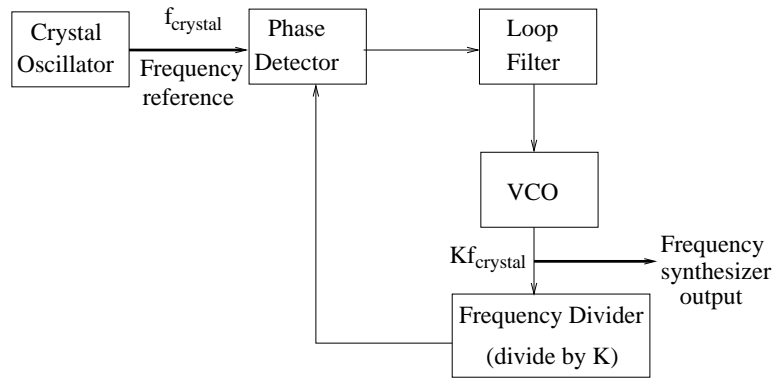 Crystal
Oscillator
f_crystal
Frequency
reference
Phase
Detector
Loop
Filter
VCO
Kf_crystal
Frequency
synthesizer
output
Frequency Divider
(divide by K)